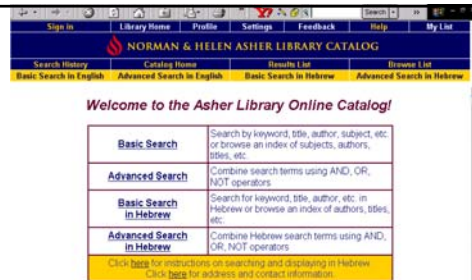 Search
Sign in Library Home Profile Settings Feedback Help My List
NORMAN & HELEN ASHER LIBRARY CATALOG
Search History Catalog Home Results List Browse List
Basic Search in English Advanced Search in English Basic Search in Hebrew Advanced Search in Hebrew
Welcome to the Asher Library Online Catalog!
Basic Search
Search by keyword, title, author, subject, etc.
or browse an index of subjects, authors,
titles, etc.
Advanced Search
Combine search terms using AND, OR,
NOT operators
Basic Search
in Hebrew
Search for keyword, title, author, etc. in
Hebrew or browse an index of authors, titles,
etc.
Advanced Search
in Hebrew
Combine Hebrew search terms using AND,
OR, NOT operators
Click here for instructions on searching and displaying in Hebrew.
Click here for address and contact information.